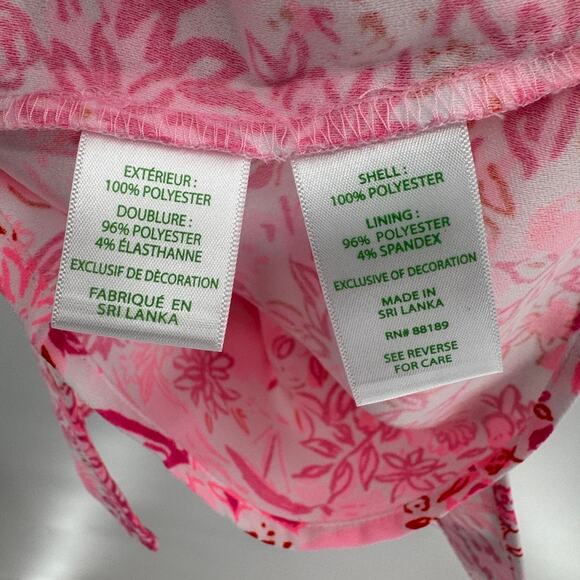 EXTÉRIEUR :
100% POLYESTER
DOUBLURE :
96% POLYESTER
4% ÉLASTHANNE
EXCLUSIF DE DÈCORATION
FABRIQUÉ EN
SRI LANKA
SHELL :
100% POLYESTER
LINING :
96% POLYESTER
4% SPANDEX
EXCLUSIVE OF DECORATION
MADE IN
SRI LANKA
RN# 88189
SEE REVERSE
FOR CARE